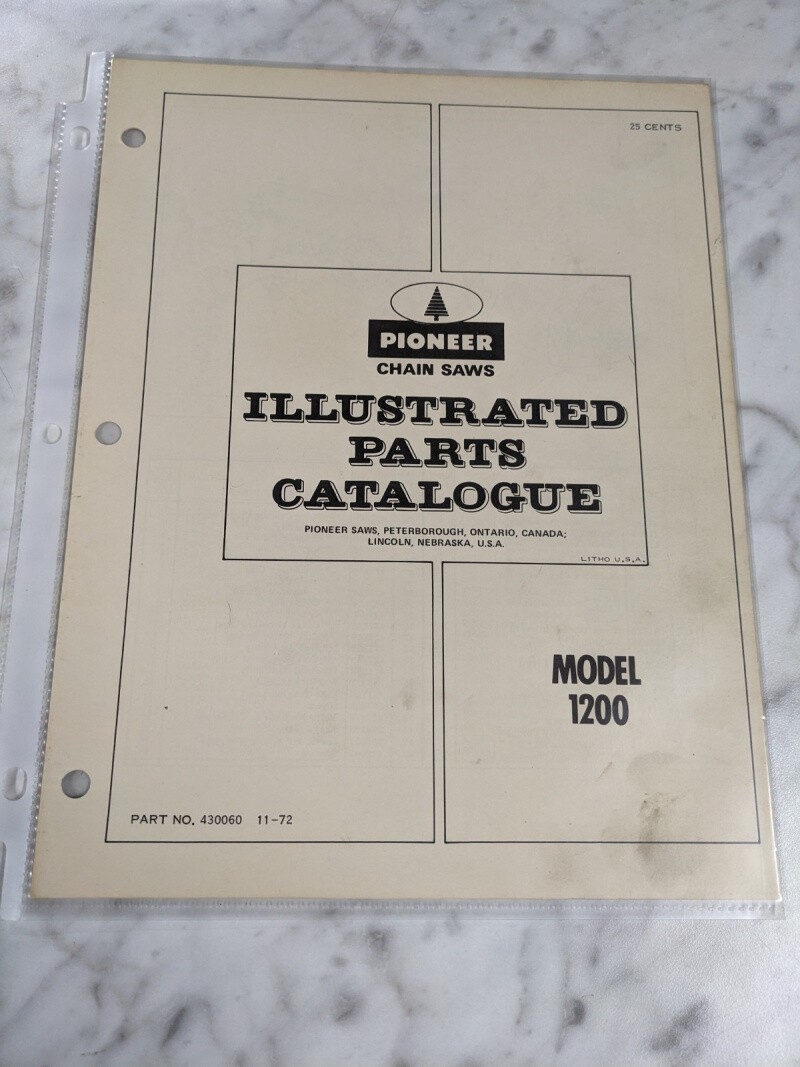 25 CENTS
PIONEER
CHAIN SAWS
ILLUSTRATED
PARTS
CATALOGUE
PIONEER SAWS, PETERBOROUGH, ONTARIO, CANADA;
LINCOLN, NEBRASKA, U.S.A.
LITHO U.S.A.
MODEL
1200
PART NO. 430060 11-72